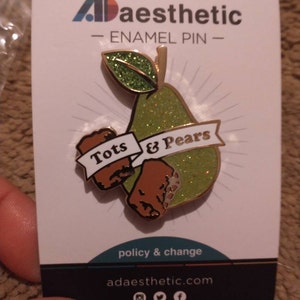 ADaesthetic
ENAMEL PIN
Tots & Pears
policy & change
adaesthetic.com